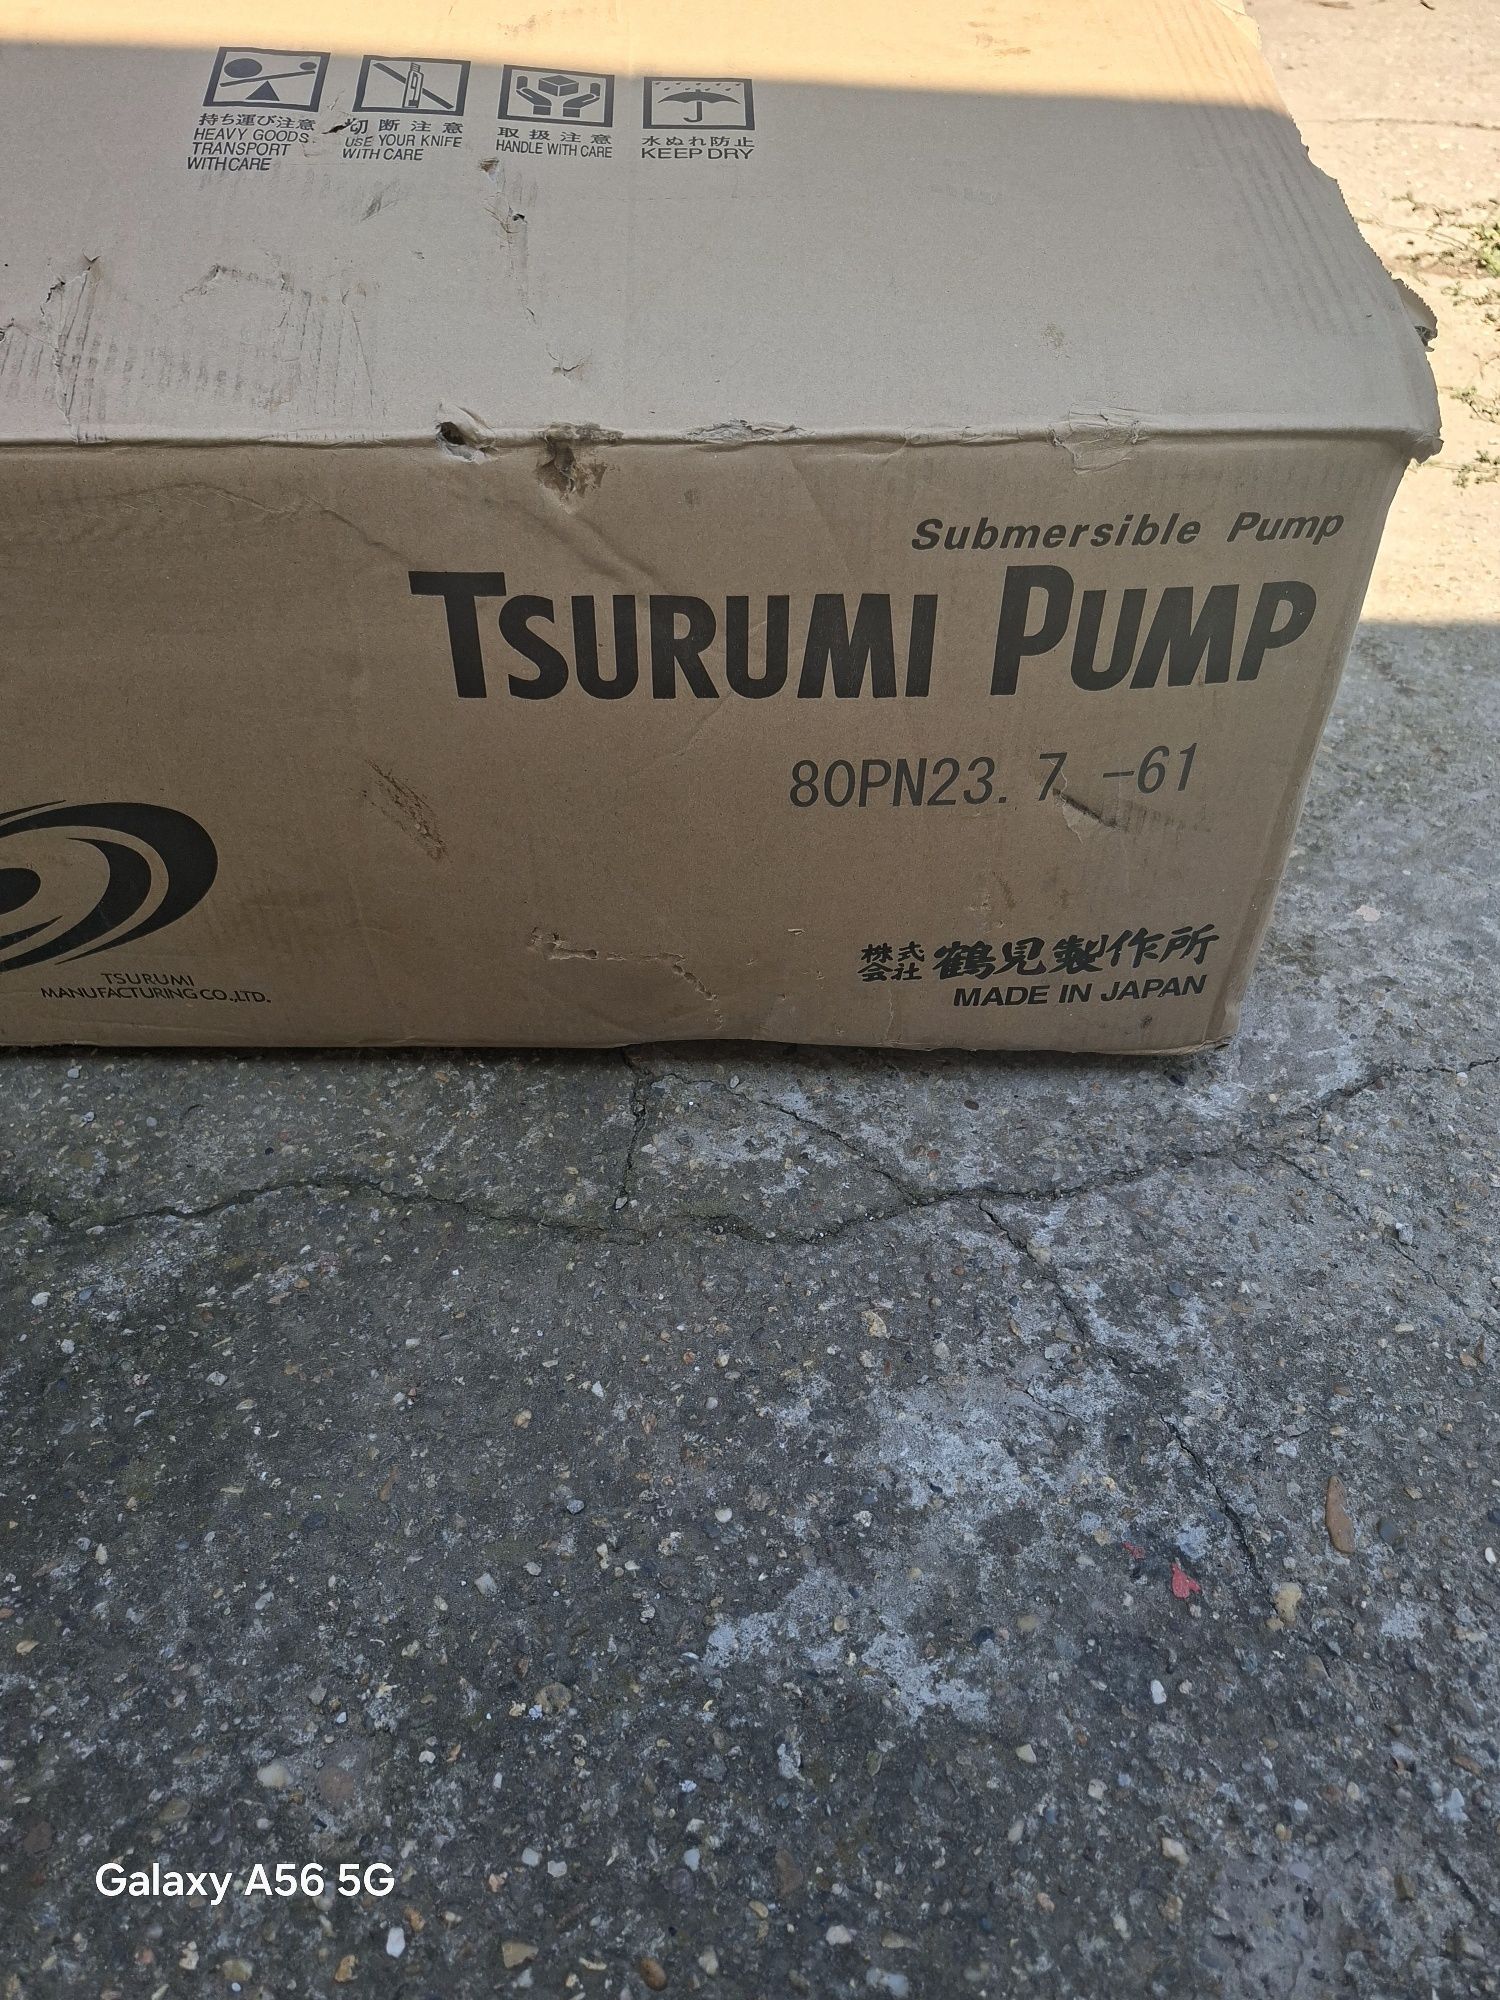 持ち運び注意
HEAVY GOODS.
TRANSPORT
WITH CARE
切断注意
USE YOUR KNIFE
WITH CARE
取扱注意
HANDLE WITH CARE
水ぬれ防止
KEEP DRY
Submersible Pump
TSURUMI PUMP
80PN23.7 -61
TSURUMI
MANUFACTURING CO.,LTD.
株式会社 鶴見製作所
MADE IN JAPAN
Galaxy A56 5G